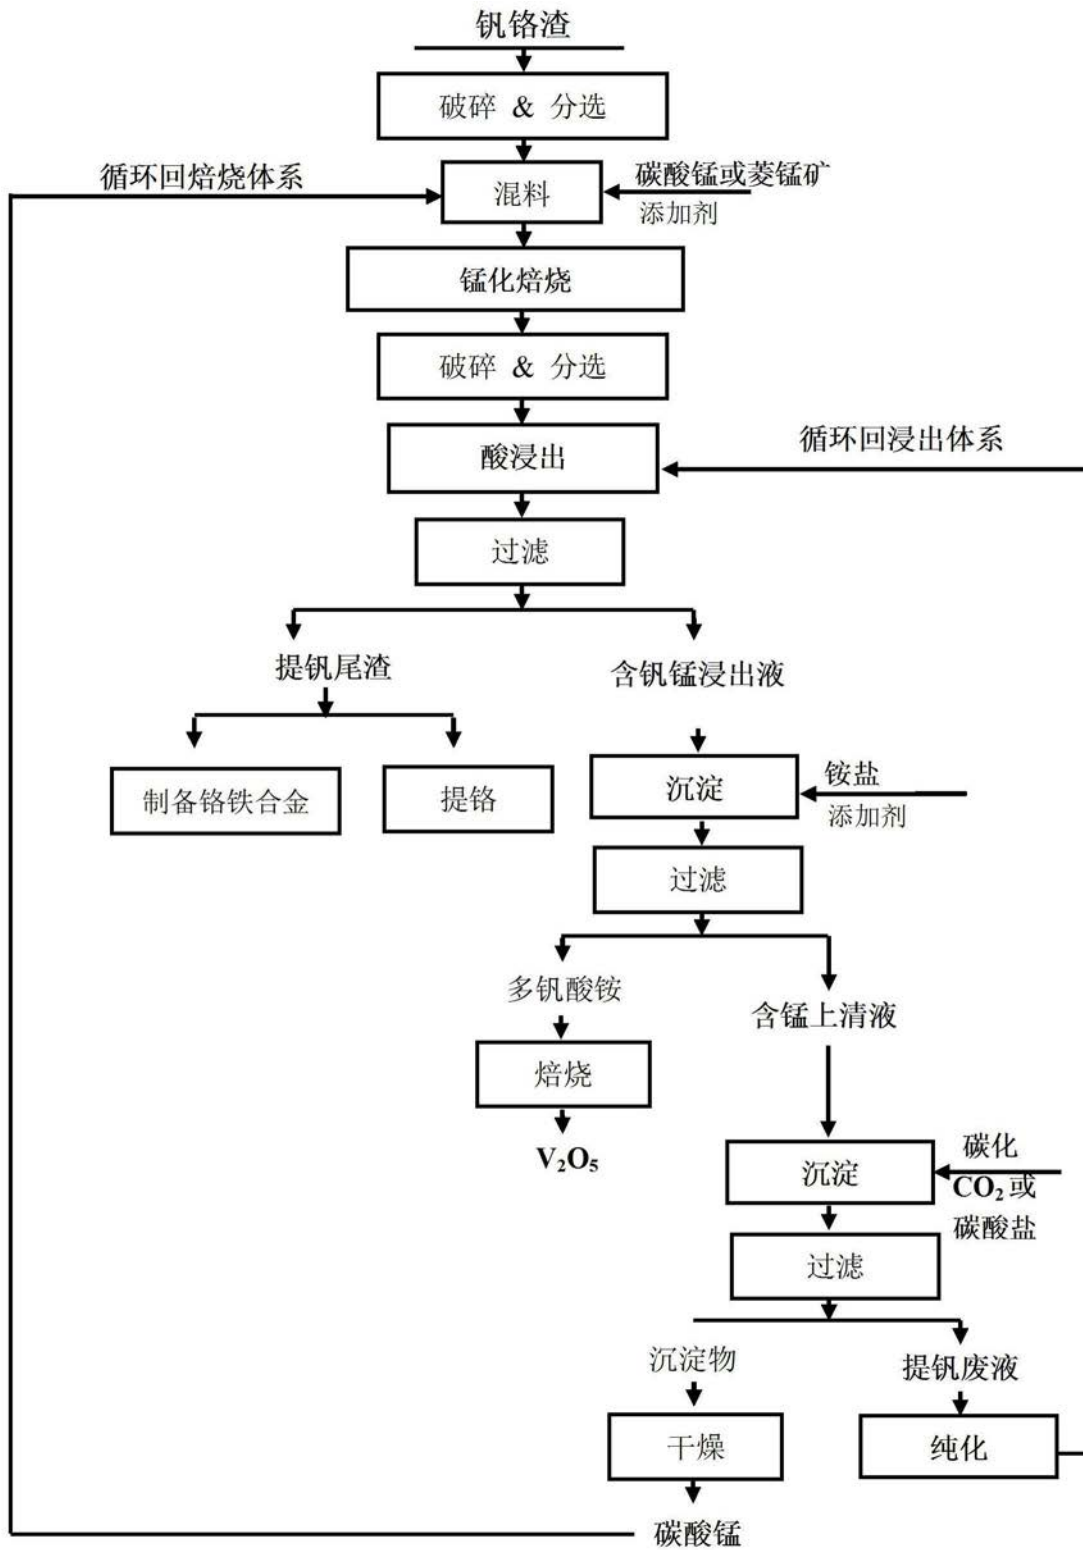 钒铬渣
破碎 & 分选
循环回焙烧体系
碳酸锰或菱锰矿
混料
添加剂
锰化焙烧
破碎 & 分选
循环回浸出体系
酸浸出
过滤
提钒尾渣
含钒锰浸出液
制备铬铁合金
提铬
沉淀
铵盐
添加剂
过滤
多钒酸铵
含锰上清液
焙烧
V₂O₅
沉淀
碳化
CO₂或
碳酸盐
过滤
沉淀物
提钒废液
干燥
纯化
碳酸锰